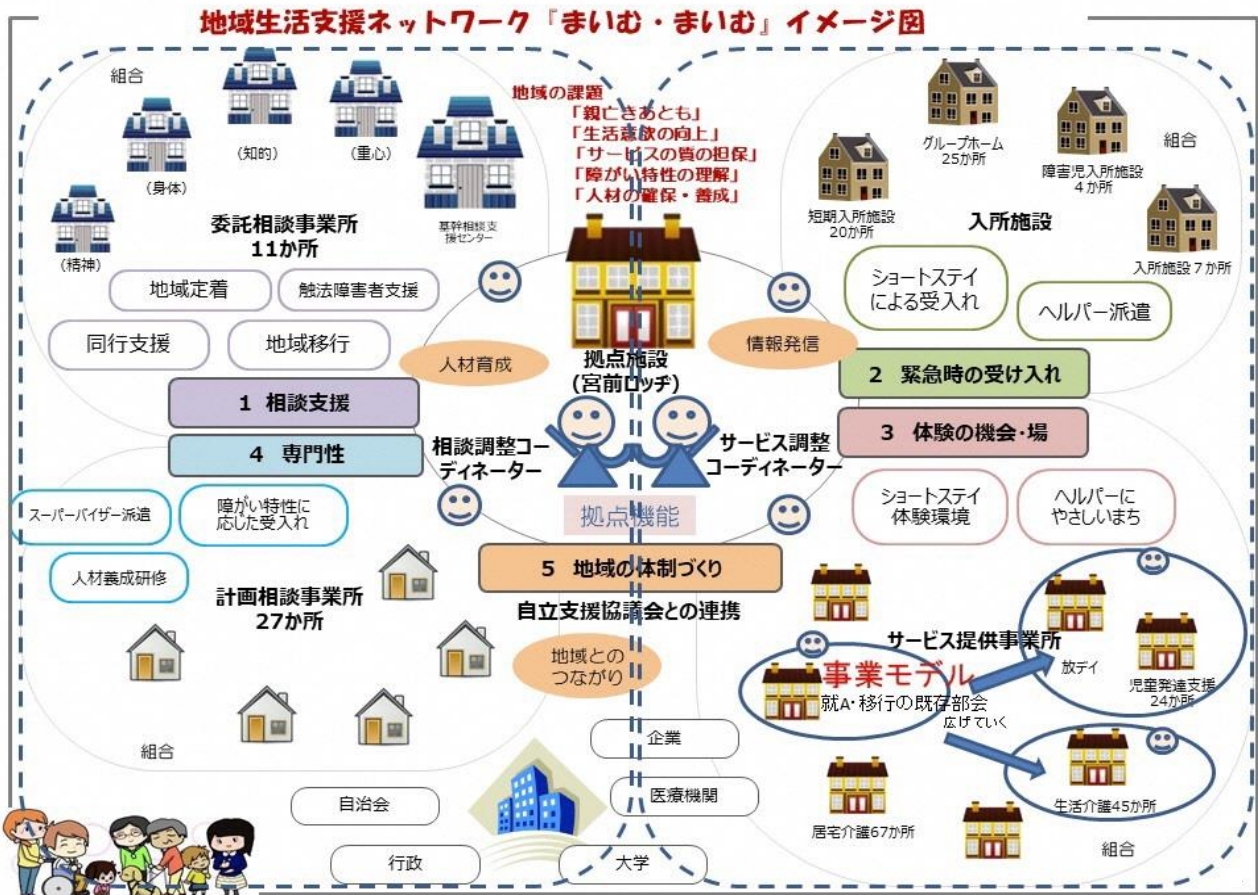 地域生活支援ネットワーク『まいむ・まいむ』イメージ図
組合
(精神)
(身体)
(知的)
(重心)
基幹相談支
援センター
委託相談事業所
11か所
地域定着
触法障害者支援
同行支援
地域移行
1 相談支援
地域の課題
「親亡きあとも」
「生活意欲の向上」
「サービスの質の担保」
「障がい特性の理解」
「人材の確保・養成」
人材育成
情報発信
拠点施設
(宮前ロッヂ)
組合
短期入所施設
20か所
グループホーム
25か所
障害児入所施設
4か所
入所施設7か所
入所施設
ショートステイ
による受入れ
ヘルパー派遣
2 緊急時の受け入れ
3 体験の機会・場
ショートステイ
体験環境
ヘルパーに
やさしいまち
相談調整コー
ディネーター
サービス調整
コーディネーター
拠点機能
4 専門性
スーパーバイザー派遣
障がい特性に
応じた受入れ
人材養成研修
計画相談事業所
27か所
組合
5 地域の体制づくり
自立支援協議会との連携
地域との
つながり
サービス提供事業所
事業モデル
就A・移行の既存部会
広げていく
放デイ
児童発達支援
24か所
生活介護45か所
居宅介護67か所
組合
企業
医療機関
大学
自治会
行政